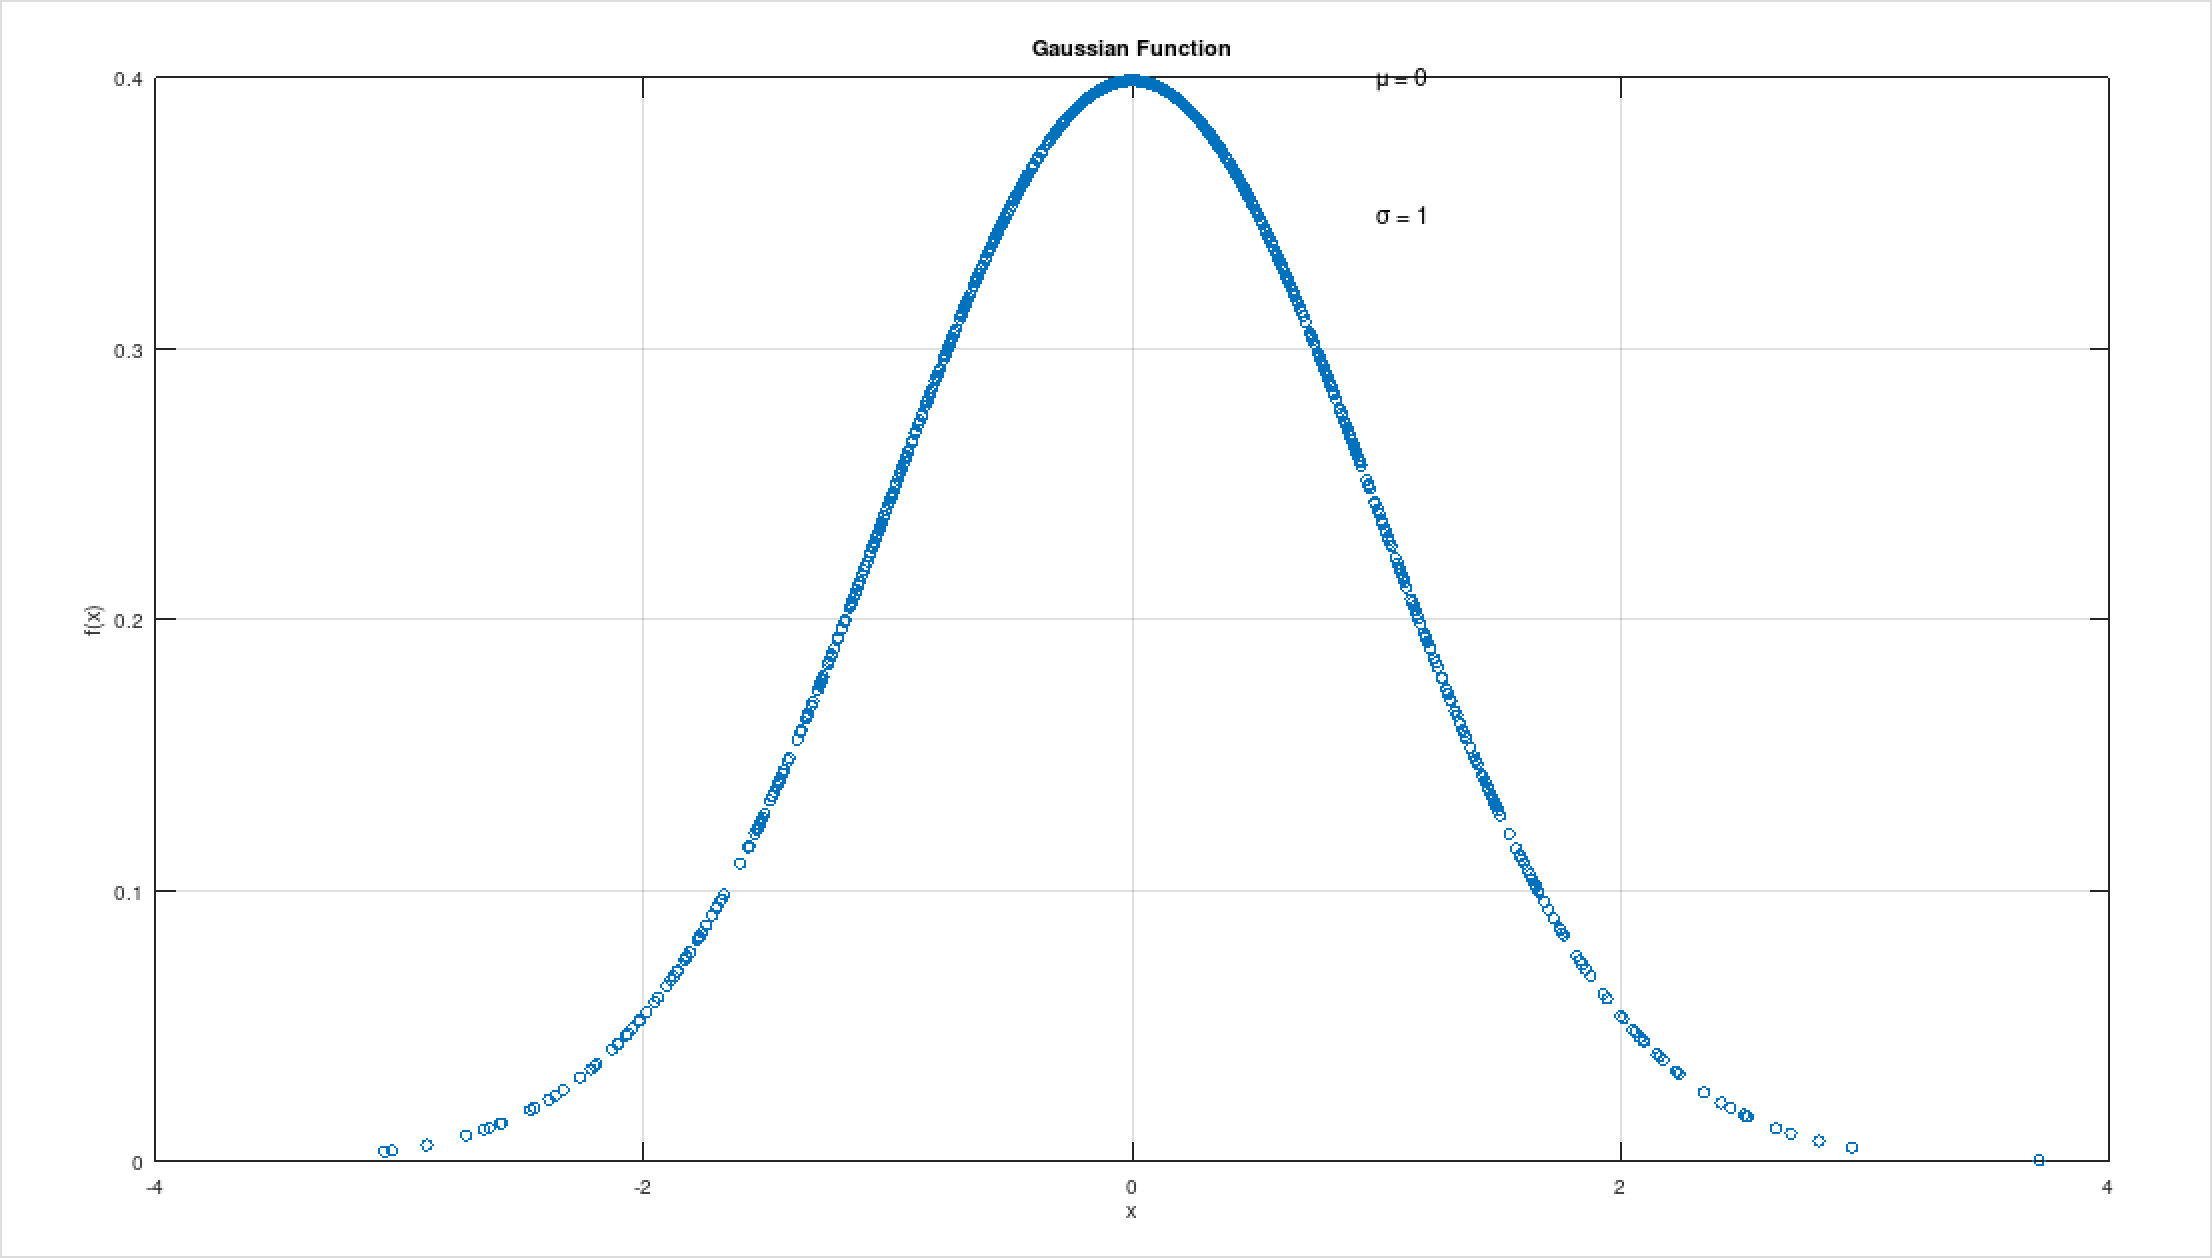 Gaussian Function
μ = 0
σ = 1
0.4
0.3
0.2
0.1
0
f(x)
-4
-2
0
2
4
x